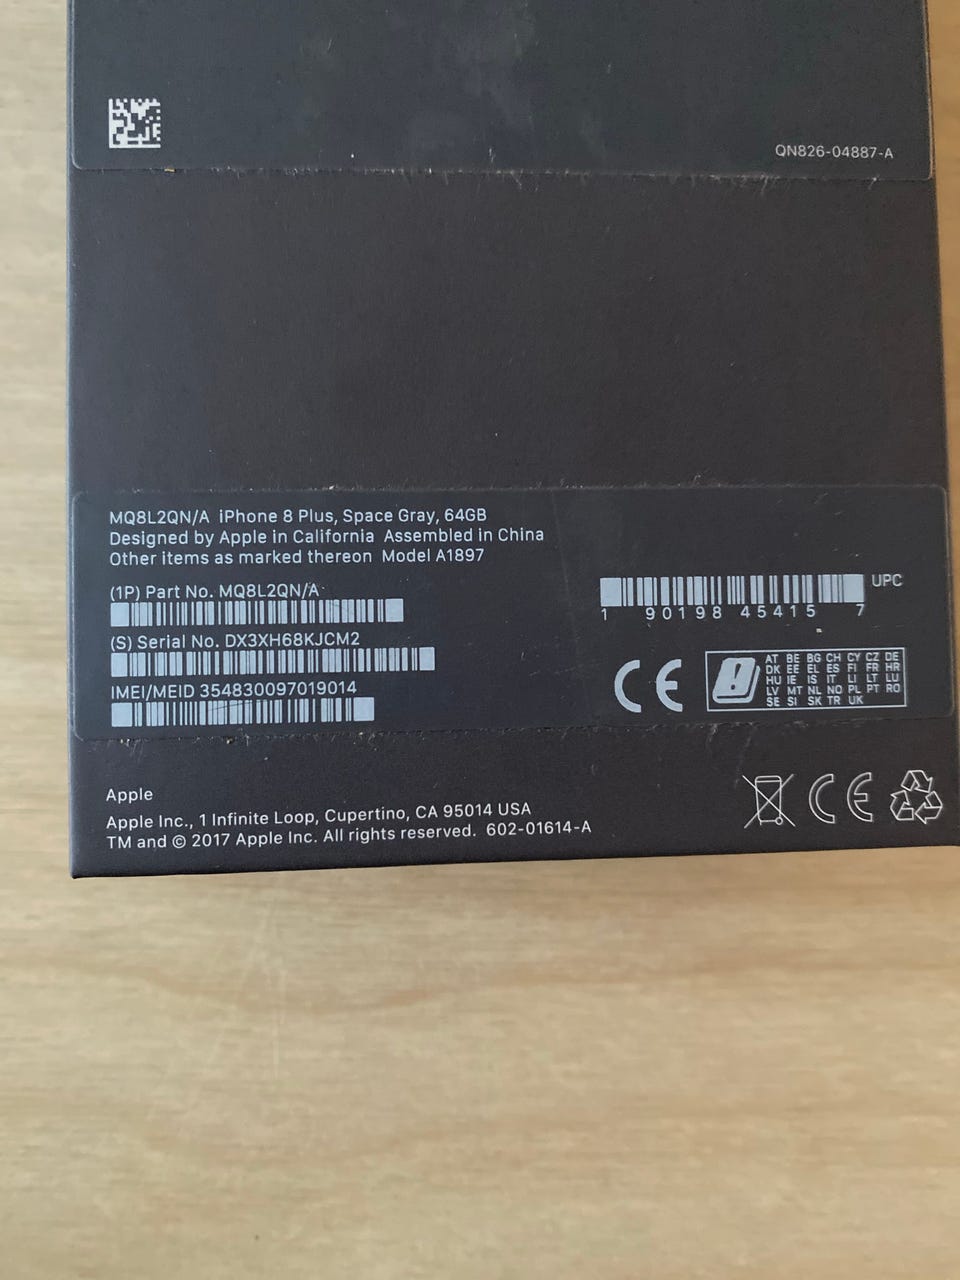 QN826-04887-A
MQ8L2QN/A iPhone 8 Plus, Space Gray, 64GB
Designed by Apple in California Assembled in China
Other items as marked thereon Model A1897
(1P) Part No. MQ8L2QN/A
(S) Serial No. DX3XH68KJCM2
IMEI/MEID 354830097019014
UPC
1 90198 45415 7
CE
AT BE BG CH CY CZ DE
DK EE EL ES FI FR HR
HU IE IS IT LI LT LU
LV MT NL NO PL PT RO
SE SI SK TR UK
Apple
Apple Inc., 1 Infinite Loop, Cupertino, CA 95014 USA
TM and © 2017 Apple Inc. All rights reserved. 602-01614-A
CE